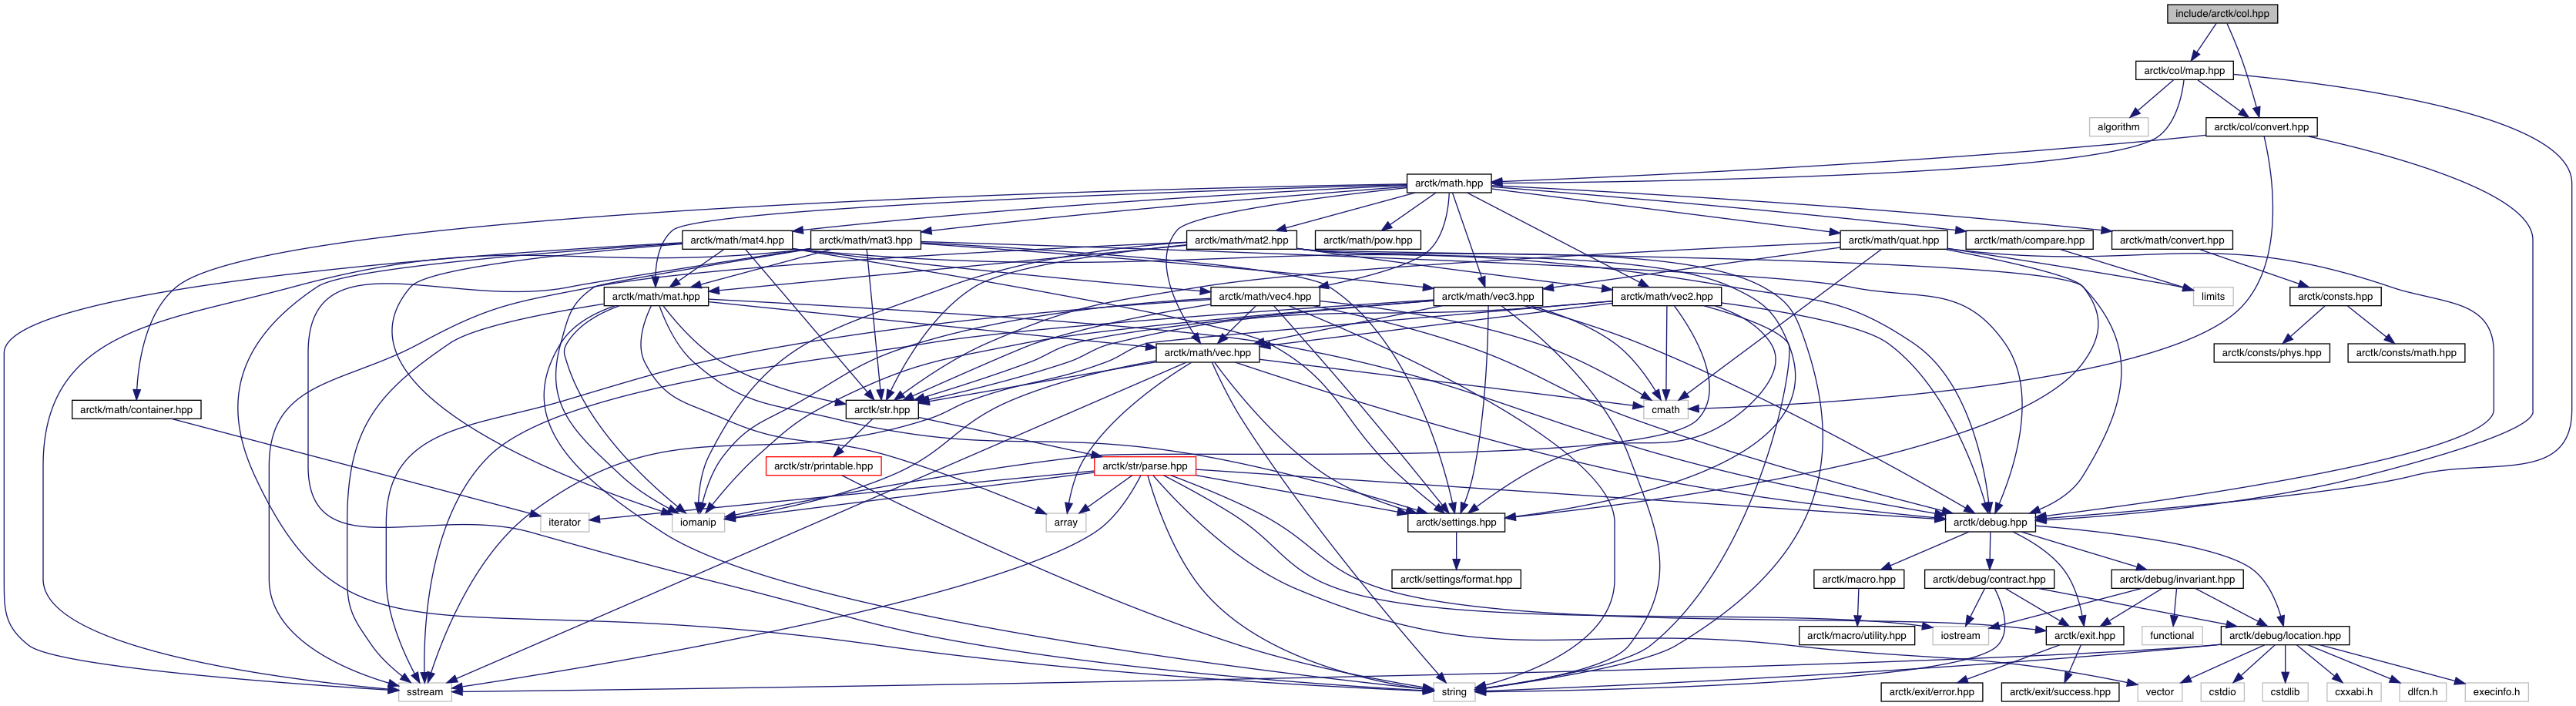 include/arctk/col.hpp
arctk/col/map.hpp
algorithm
arctk/col/convert.hpp
arctk/math.hpp
arctk/math/mat4.hpp
arctk/math/mat3.hpp
arctk/math/mat2.hpp
arctk/math/pow.hpp
arctk/math/quat.hpp
arctk/math/compare.hpp
arctk/math/convert.hpp
arctk/math/mat.hpp
arctk/math/vec4.hpp
arctk/math/vec3.hpp
arctk/math/vec2.hpp
limits
arctk/consts.hpp
arctk/math/vec.hpp
arctk/consts/phys.hpp
arctk/consts/math.hpp
arctk/math/container.hpp
arctk/str.hpp
cmath
arctk/str/printable.hpp
arctk/str/parse.hpp
iterator
iomanip
array
arctk/settings.hpp
arctk/debug.hpp
arctk/settings/format.hpp
arctk/macro.hpp
arctk/debug/contract.hpp
arctk/debug/invariant.hpp
arctk/macro/utility.hpp
iostream
arctk/exit.hpp
functional
arctk/debug/location.hpp
sstream
string
arctk/exit/error.hpp
arctk/exit/success.hpp
vector
cstdio
cstdlib
cxxabi.h
dlfcn.h
execinfo.h